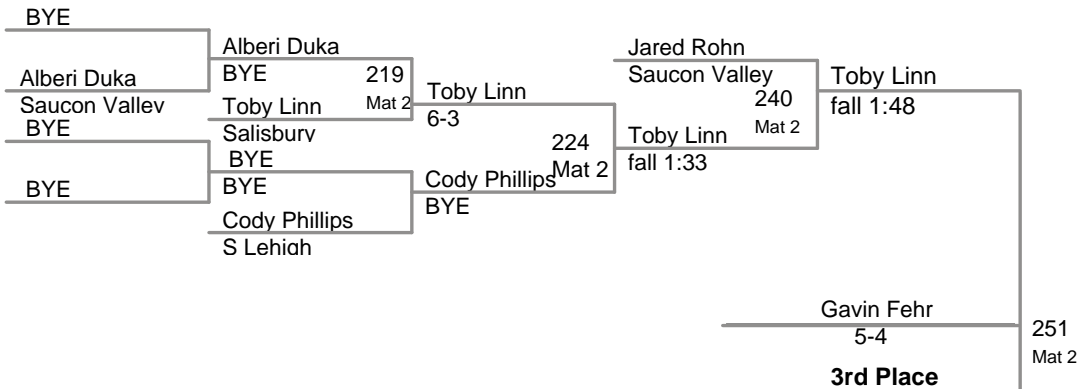 BYE
Alberi Duka
Saucon Valley
BYE
BYE
Alberi Duka
BYE
219
Mat 2
Toby Linn
Salisbury
BYE
BYE
Cody Phillips
S Lehigh
Toby Linn
6-3
224
Mat 2
Cody Phillips
BYE
Jared Rohn
Saucon Valley
240
Mat 2
Toby Linn
fall 1:33
Toby Linn
fall 1:48
Gavin Fehr
5-4
251
Mat 2
3rd Place